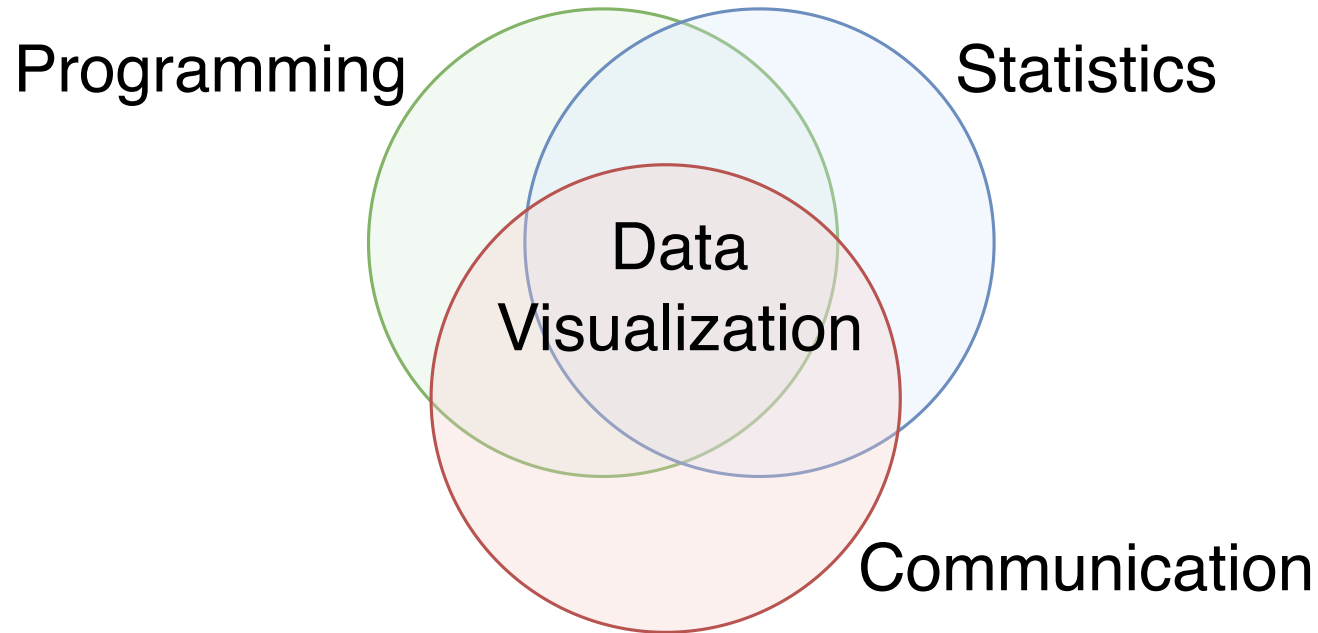 Programming
Statistics
Data
Visualization
Communication